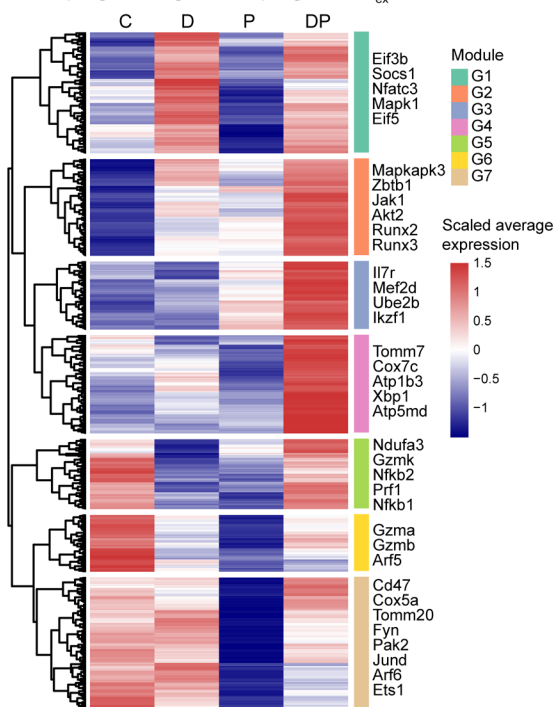 C D P DP
Eif3b
Socs1
Nfatc3
Mapk1
Eif5
Mapkapk3
Zbtb1
Jak1
Akt2
Runx2
Runx3
Il7r
Mef2d
Ube2b
Ikzf1
Tomm7
Cox7c
Atp1b3
Xbp1
Atp5md
Ndufa3
Gzmk
Nfkb2
Prf1
Nfkb1
Gzma
Gzmb
Arf5
Cd47
Cox5a
Tomm20
Fyn
Pak2
Jund
Arf6
Ets1
Module
G1
G2
G3
G4
G5
G6
G7
Scaled average
expression
1.5
1
0.5
0
−0.5
−1